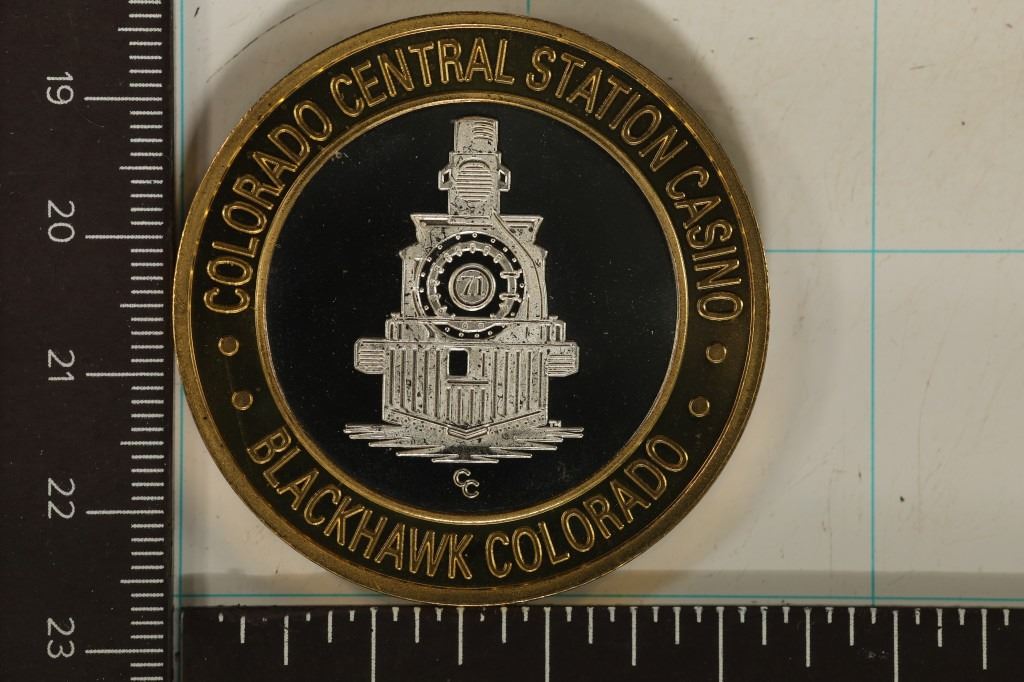 COLORADO CENTRAL STATION CASINO
71
CC
BLACKHAWK COLORADO
19
20
21
22
23